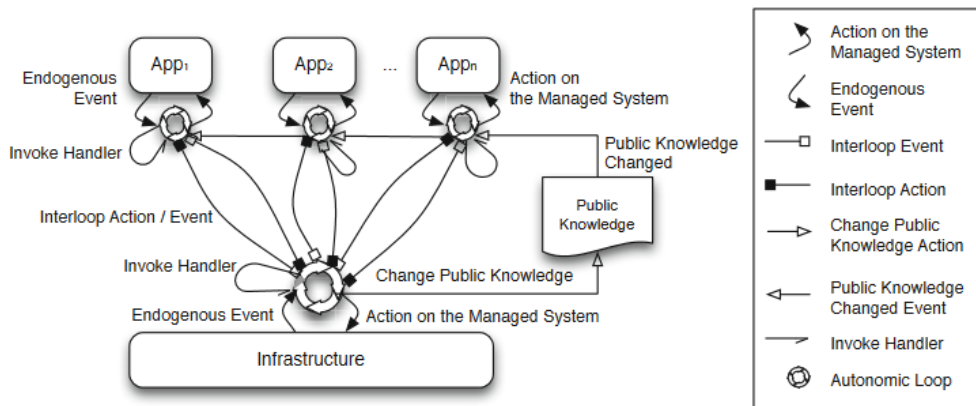 App₁
App₂
...
Appₙ
Endogenous
Event
Action on
the Managed System
Invoke Handler
Public Knowledge
Changed
Interloop Action / Event
Public
Knowledge
Invoke Handler
Change Public Knowledge
Endogenous Event
Action on the Managed System
Infrastructure
Action on the
Managed System
Endogenous
Event
Interloop Event
Interloop Action
Change Public
Knowledge Action
Public Knowledge
Changed Event
Invoke Handler
Autonomic Loop